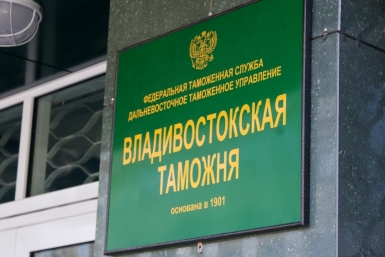 ФЕДЕРАЛЬНАЯ ТАМОЖЕННАЯ СЛУЖБА
ДАЛЬНЕВОСТОЧНОЕ ТАМОЖЕННОЕ УПРАВЛЕНИЕ
ВЛАДИВОСТОКСКАЯ
ТАМОЖНЯ
основана в 1901